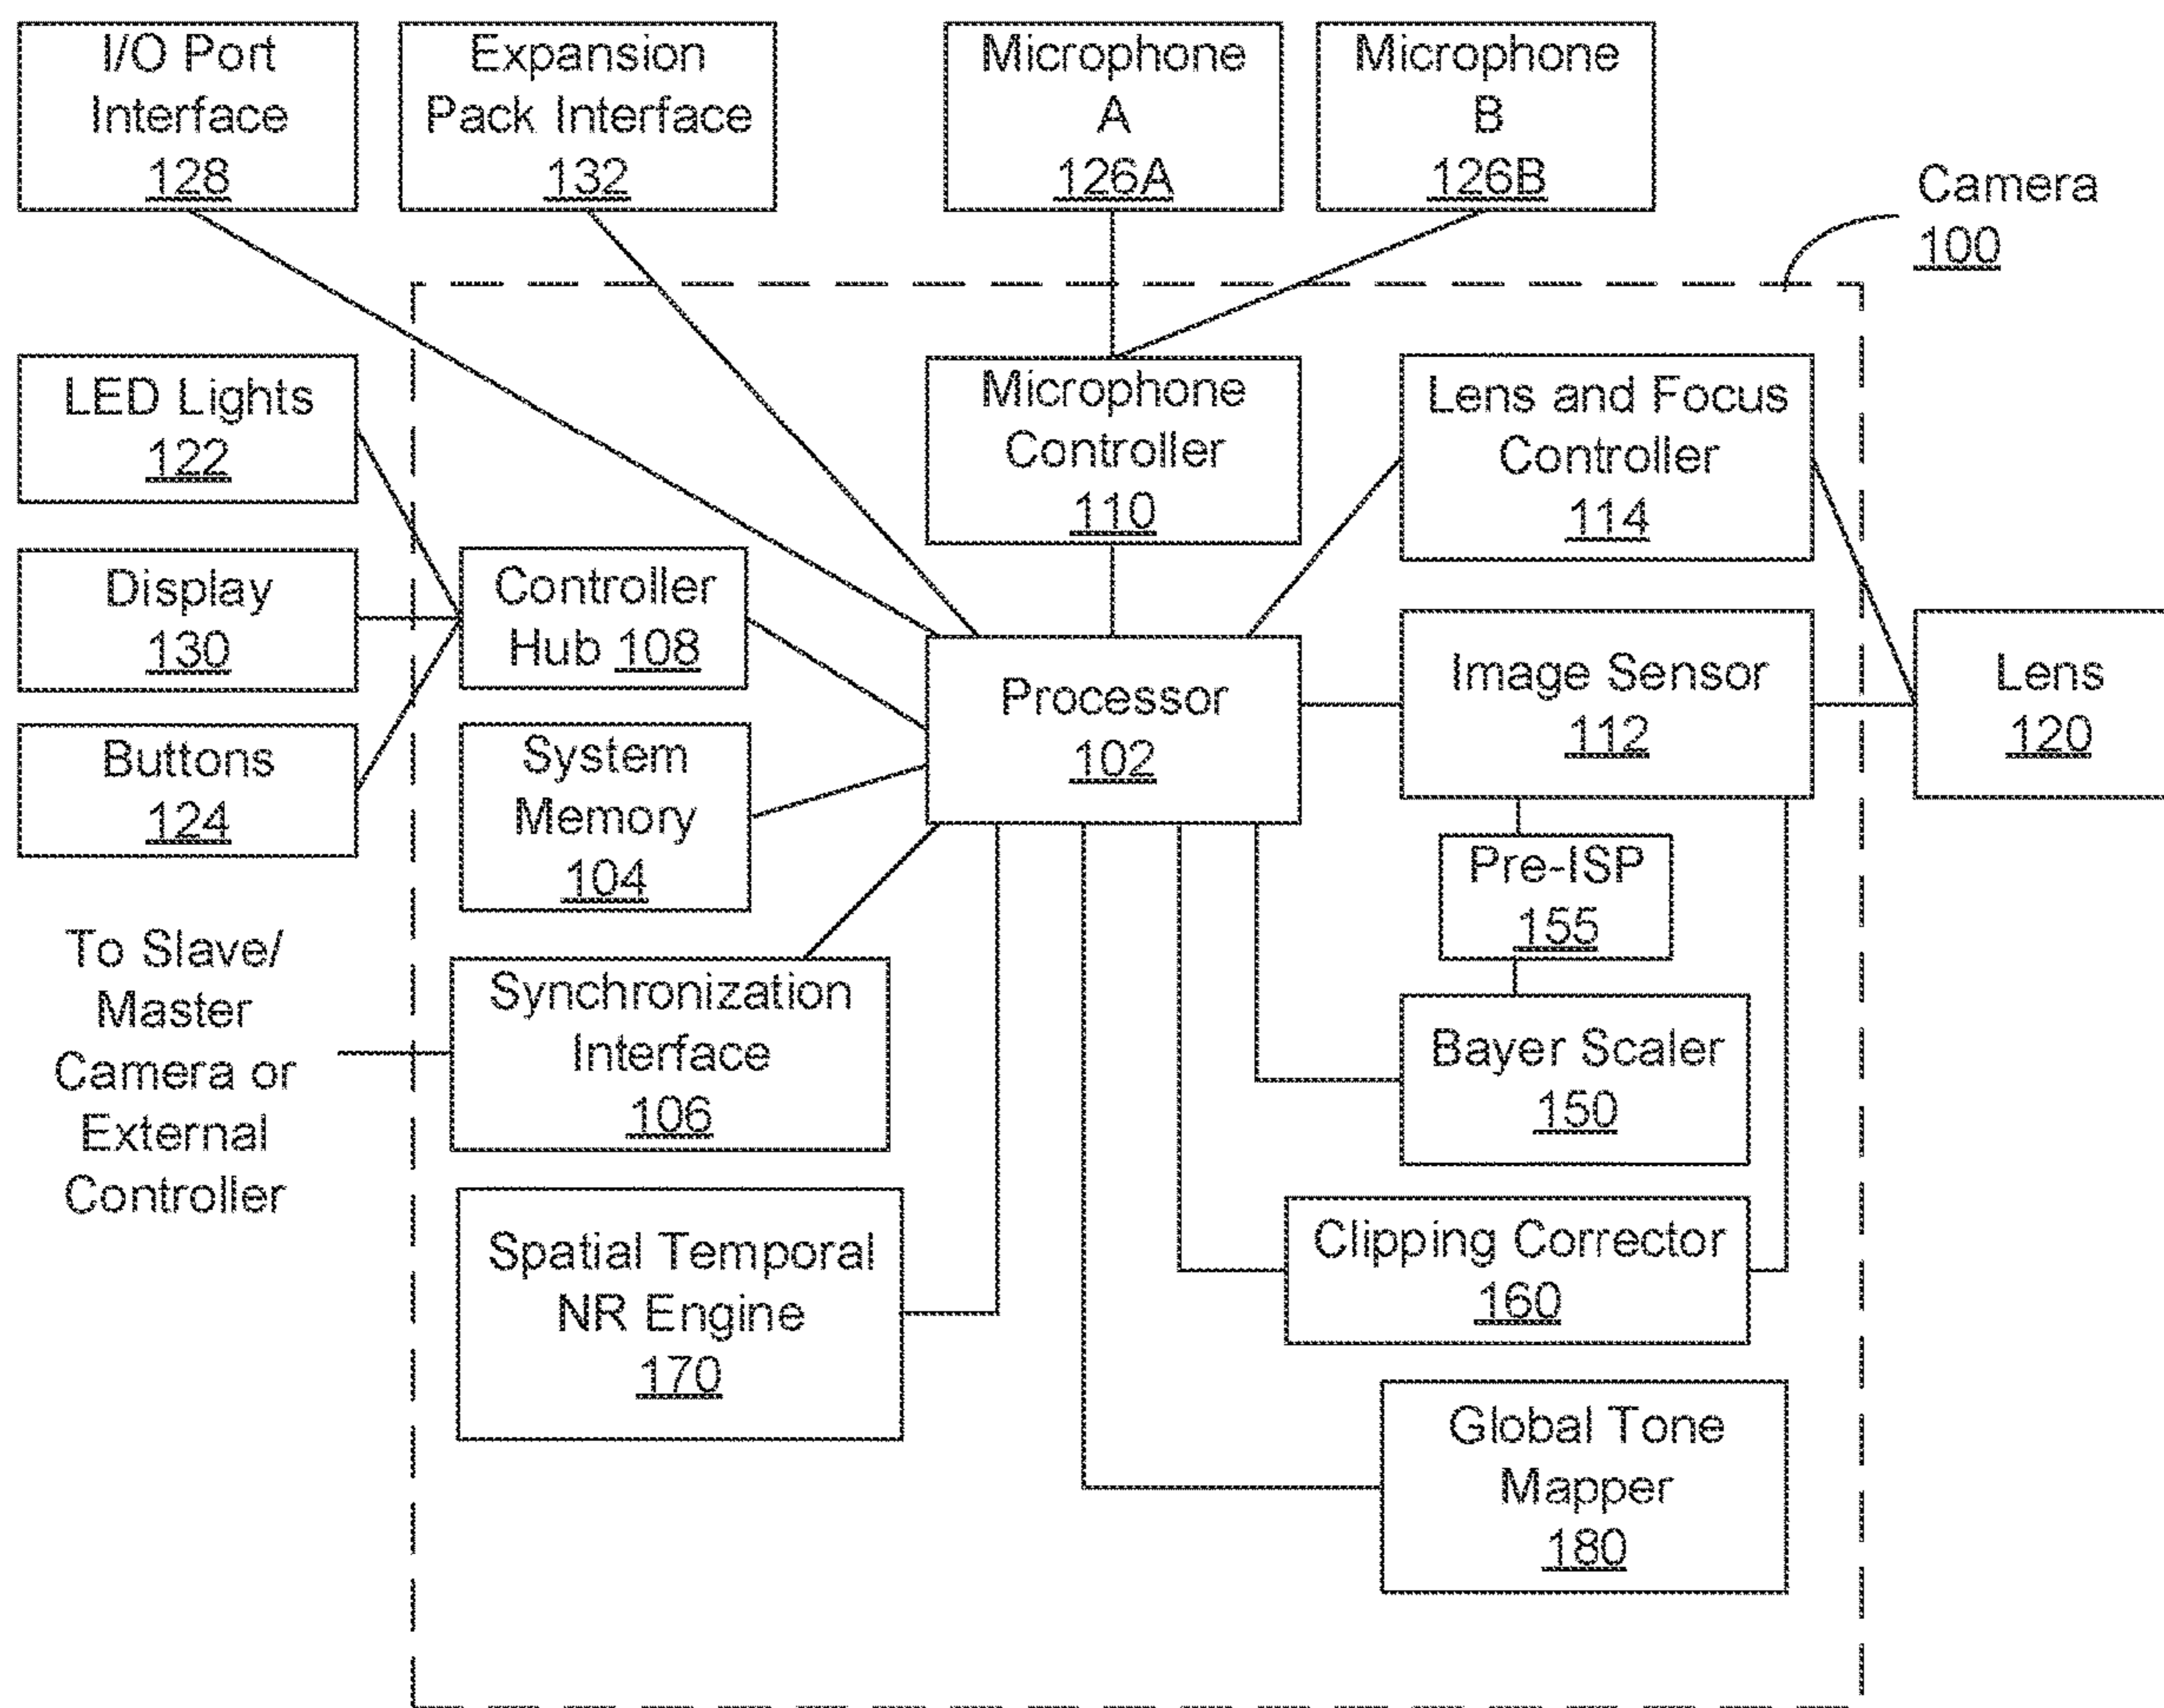 I/O Port
Interface
128
Expansion
Pack Interface
132
Microphone
A
126A
Microphone
B
126B
Camera
100
LED Lights
122
Microphone
Controller
110
Lens and Focus
Controller
114
Display
130
Controller
Hub 108
Processor
102
Image Sensor
112
Lens
120
Buttons
124
System
Memory
104
Pre-ISP
155
To Slave/
Master
Camera or
External
Controller
Synchronization
Interface
106
Bayer Scaler
150
Spatial Temporal
NR Engine
170
Clipping Corrector
160
Global Tone
Mapper
180